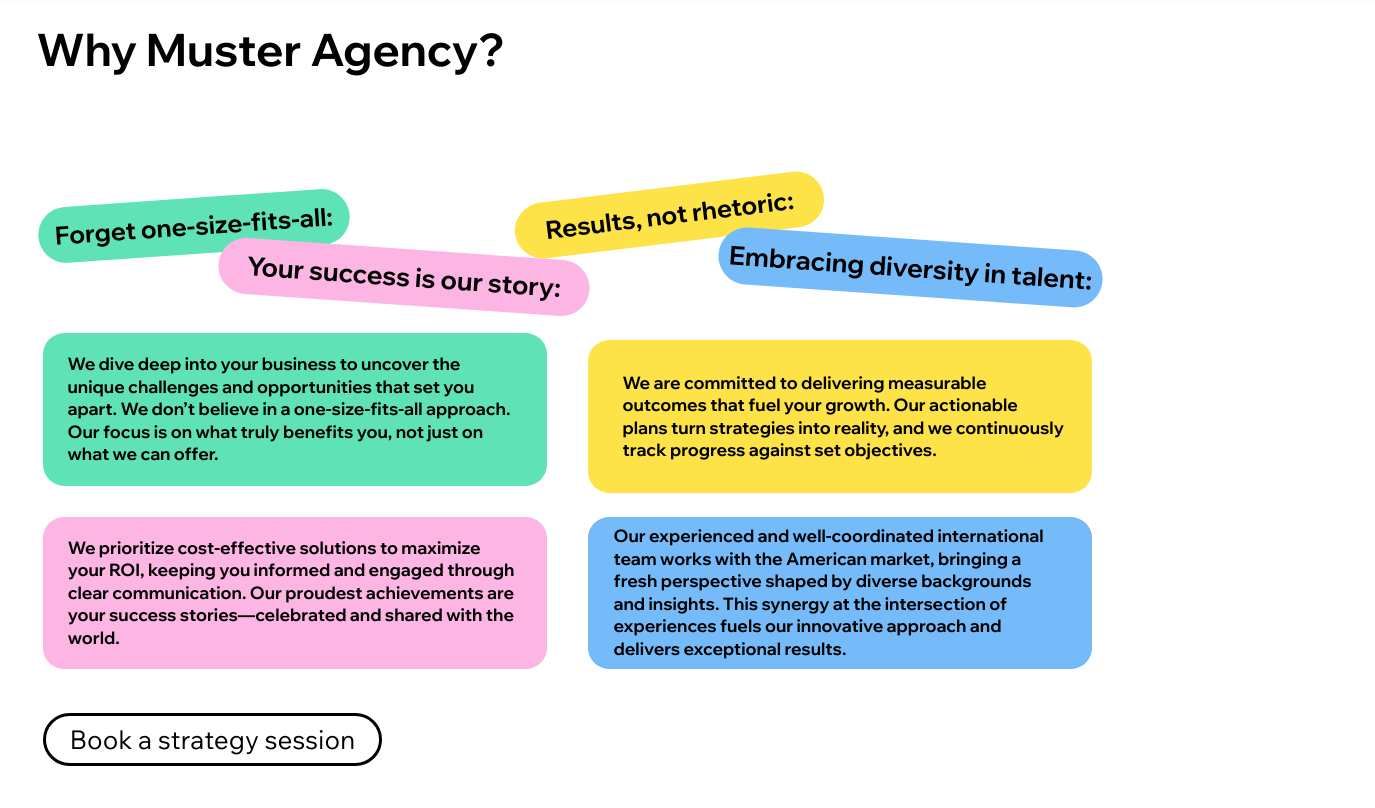 Why Muster Agency?
Forget one-size-fits-all:
Your success is our story:
Results, not rhetoric:
Embracing diversity in talent:
We dive deep into your business to uncover the
unique challenges and opportunities that set you
apart. We don’t believe in a one-size-fits-all approach.
Our focus is on what truly benefits you, not just on
what we can offer.
We are committed to delivering measurable
outcomes that fuel your growth. Our actionable
plans turn strategies into reality, and we continuously
track progress against set objectives.
We prioritize cost-effective solutions to maximize
your ROI, keeping you informed and engaged through
clear communication. Our proudest achievements are
your success stories—celebrated and shared with the
world.
Our experienced and well-coordinated international
team works with the American market, bringing a
fresh perspective shaped by diverse backgrounds
and insights. This synergy at the intersection of
experiences fuels our innovative approach and
delivers exceptional results.
Book a strategy session